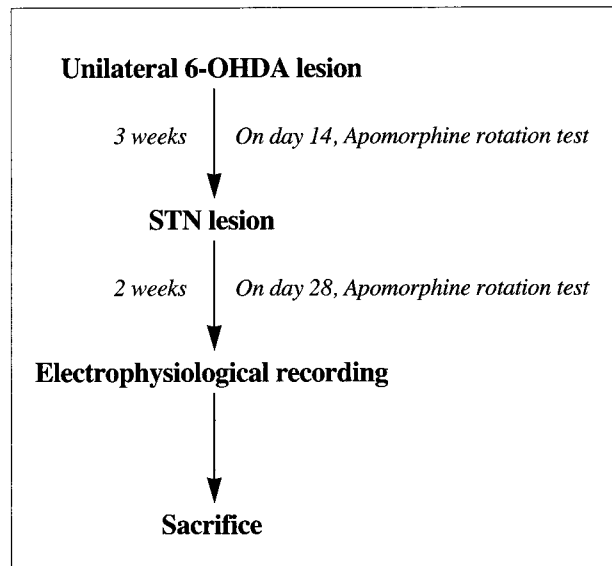 Unilateral 6-OHDA lesion
3 weeks On day 14, Apomorphine rotation test
STN lesion
2 weeks On day 28, Apomorphine rotation test
Electrophysiological recording
Sacrifice